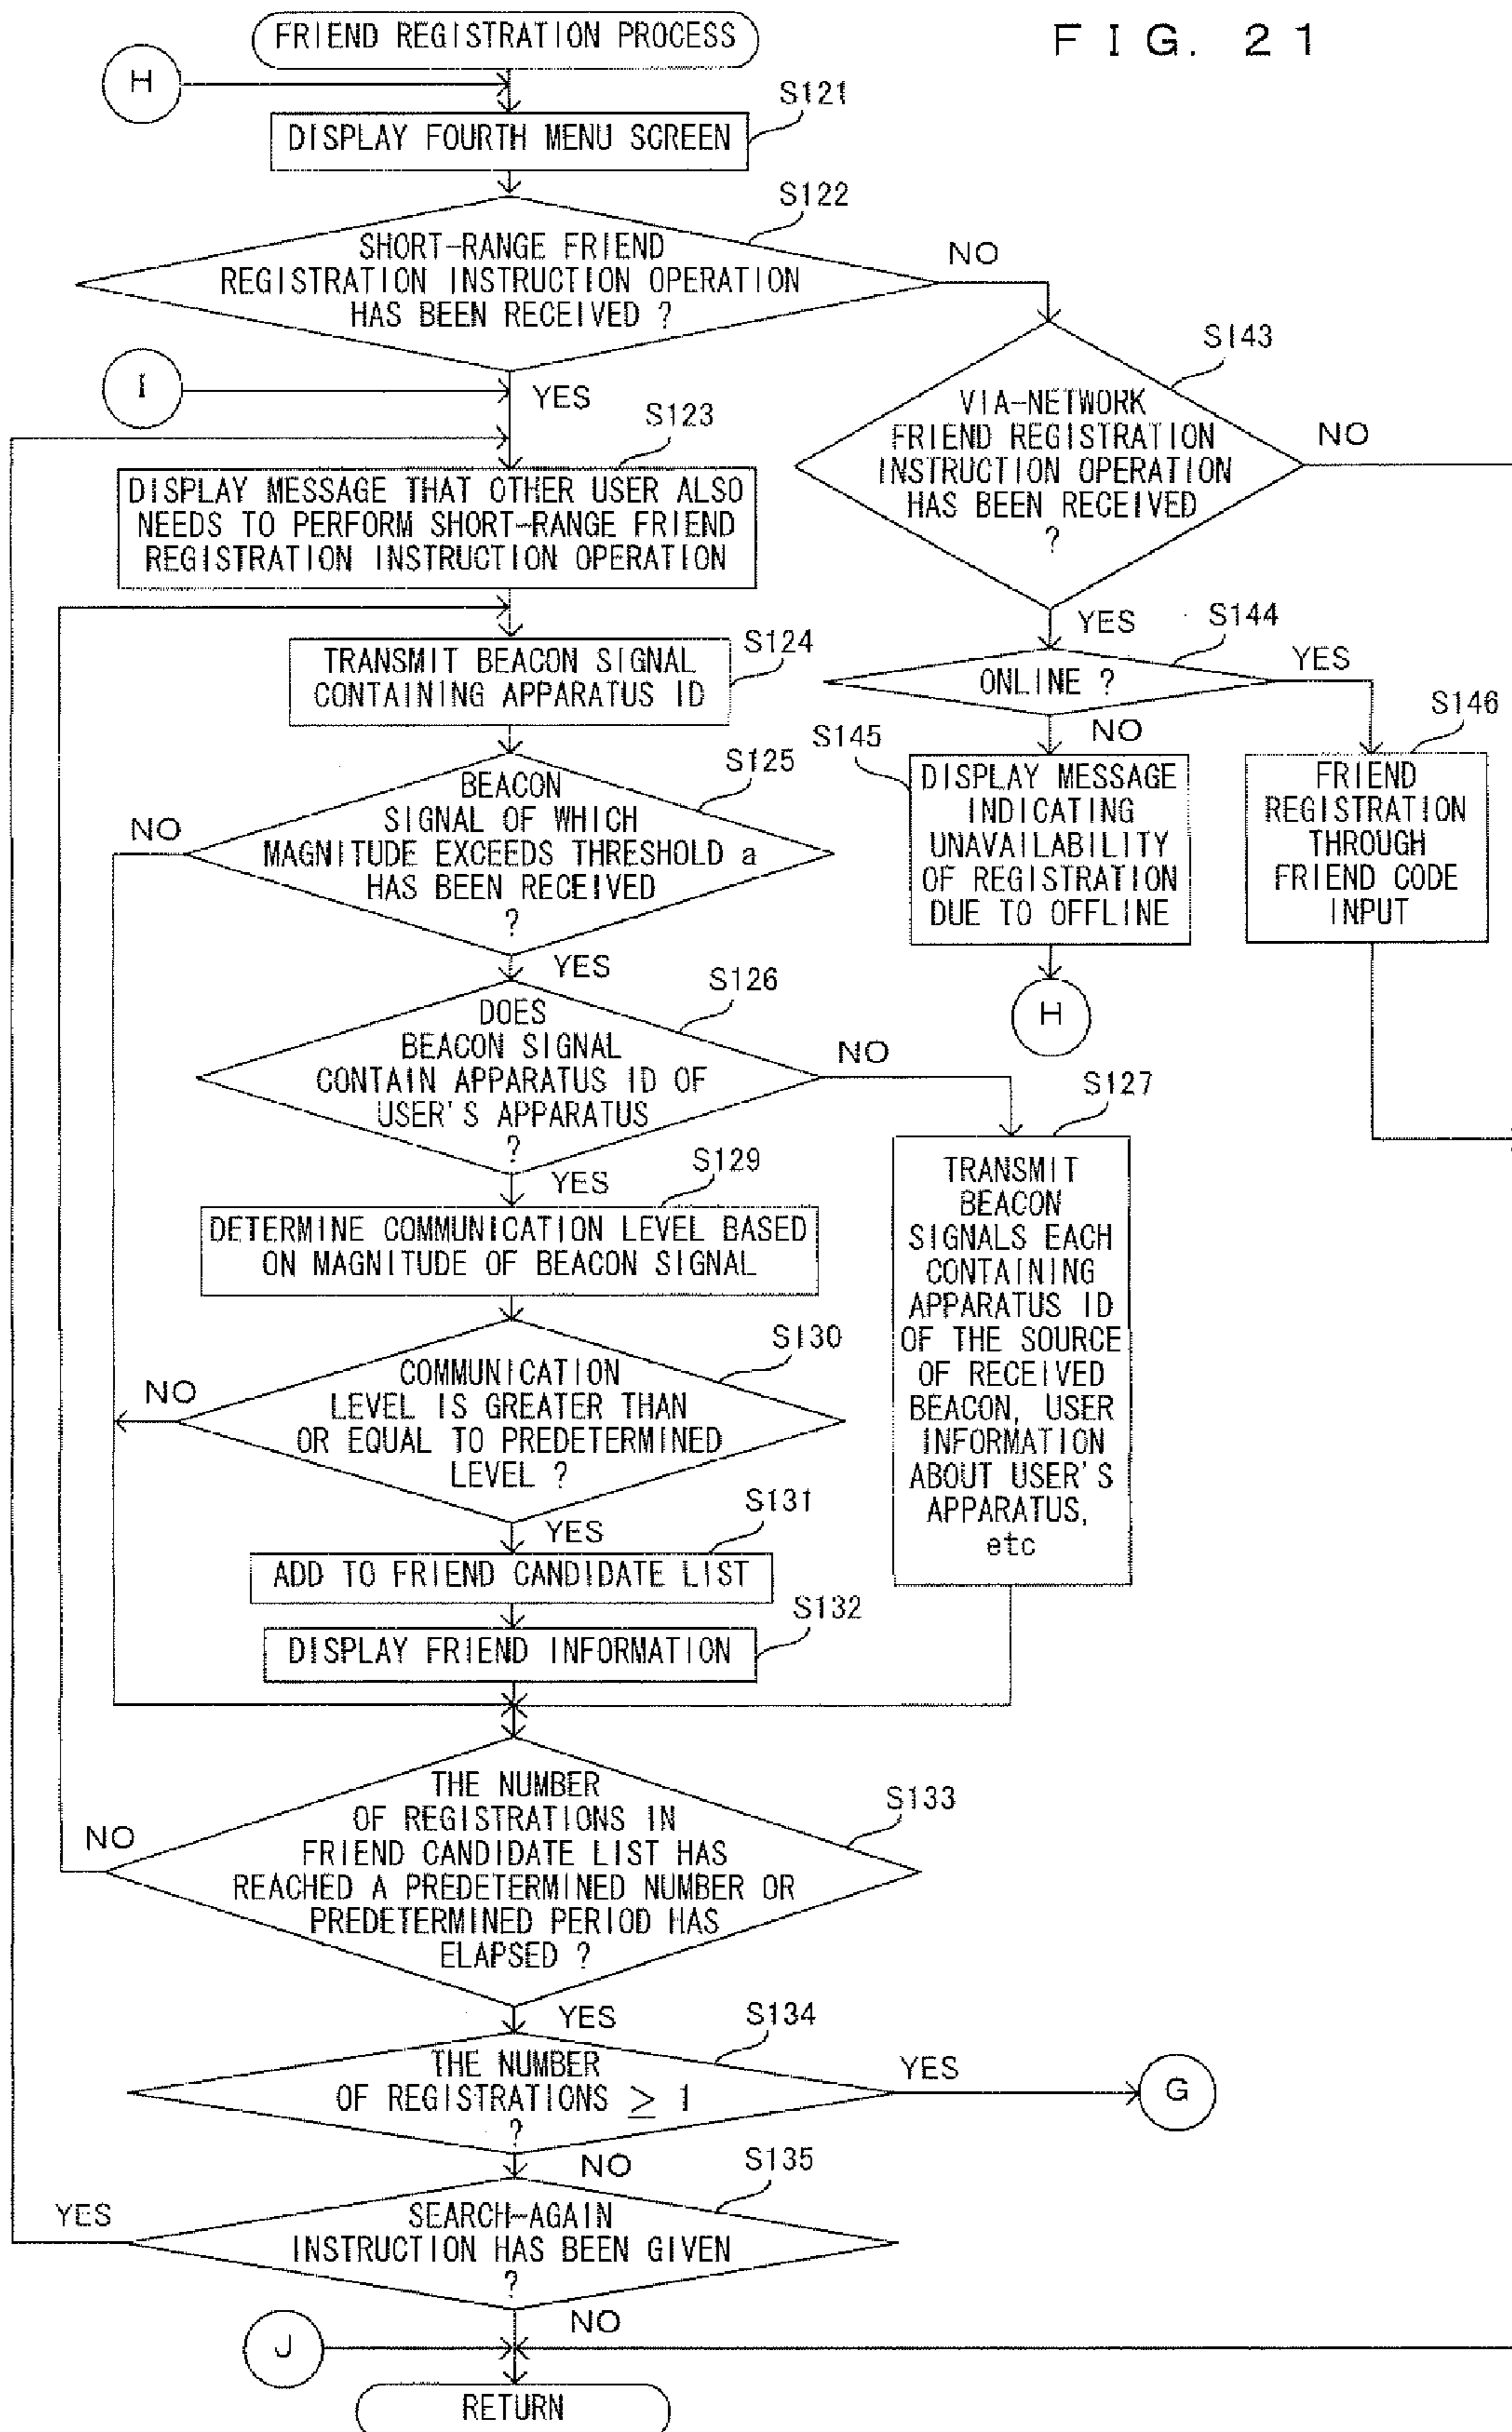 FIG. 21
FRIEND REGISTRATION PROCESS
H
S121
DISPLAY FOURTH MENU SCREEN
S122
SHORT-RANGE FRIEND
REGISTRATION INSTRUCTION OPERATION
HAS BEEN RECEIVED ?
NO
YES
I
S143
VIA-NETWORK
FRIEND REGISTRATION
INSTRUCTION OPERATION
HAS BEEN RECEIVED
?
NO
YES
S123
DISPLAY MESSAGE THAT OTHER USER ALSO
NEEDS TO PERFORM SHORT-RANGE FRIEND
REGISTRATION INSTRUCTION OPERATION
S144
ONLINE ?
YES
NO
S124
TRANSMIT BEACON SIGNAL
CONTAINING APPARATUS ID
S145
DISPLAY MESSAGE
INDICATING
UNAVAILABILITY
OF REGISTRATION
DUE TO OFFLINE
H
S146
FRIEND
REGISTRATION
THROUGH
FRIEND CODE
INPUT
S125
BEACON
SIGNAL OF WHICH
MAGNITUDE EXCEEDS THRESHOLD a
HAS BEEN RECEIVED
?
NO
YES
S126
DOES
BEACON SIGNAL
CONTAIN APPARATUS ID OF
USER'S APPARATUS
?
NO
YES
S127
TRANSMIT
BEACON
SIGNALS EACH
CONTAINING
APPARATUS ID
OF THE SOURCE
OF RECEIVED
BEACON, USER
INFORMATION
ABOUT USER'S
APPARATUS,
etc
S129
DETERMINE COMMUNICATION LEVEL BASED
ON MAGNITUDE OF BEACON SIGNAL
S130
COMMUNICATION
LEVEL IS GREATER THAN
OR EQUAL TO PREDETERMINED
LEVEL ?
NO
YES
S131
ADD TO FRIEND CANDIDATE LIST
S132
DISPLAY FRIEND INFORMATION
S133
THE NUMBER
OF REGISTRATIONS IN
FRIEND CANDIDATE LIST HAS
REACHED A PREDETERMINED NUMBER OR
PREDETERMINED PERIOD HAS
ELAPSED ?
NO
YES
S134
THE NUMBER
OF REGISTRATIONS ≥ 1
?
YES
G
NO
S135
SEARCH-AGAIN
INSTRUCTION HAS BEEN GIVEN
?
YES
NO
J
RETURN